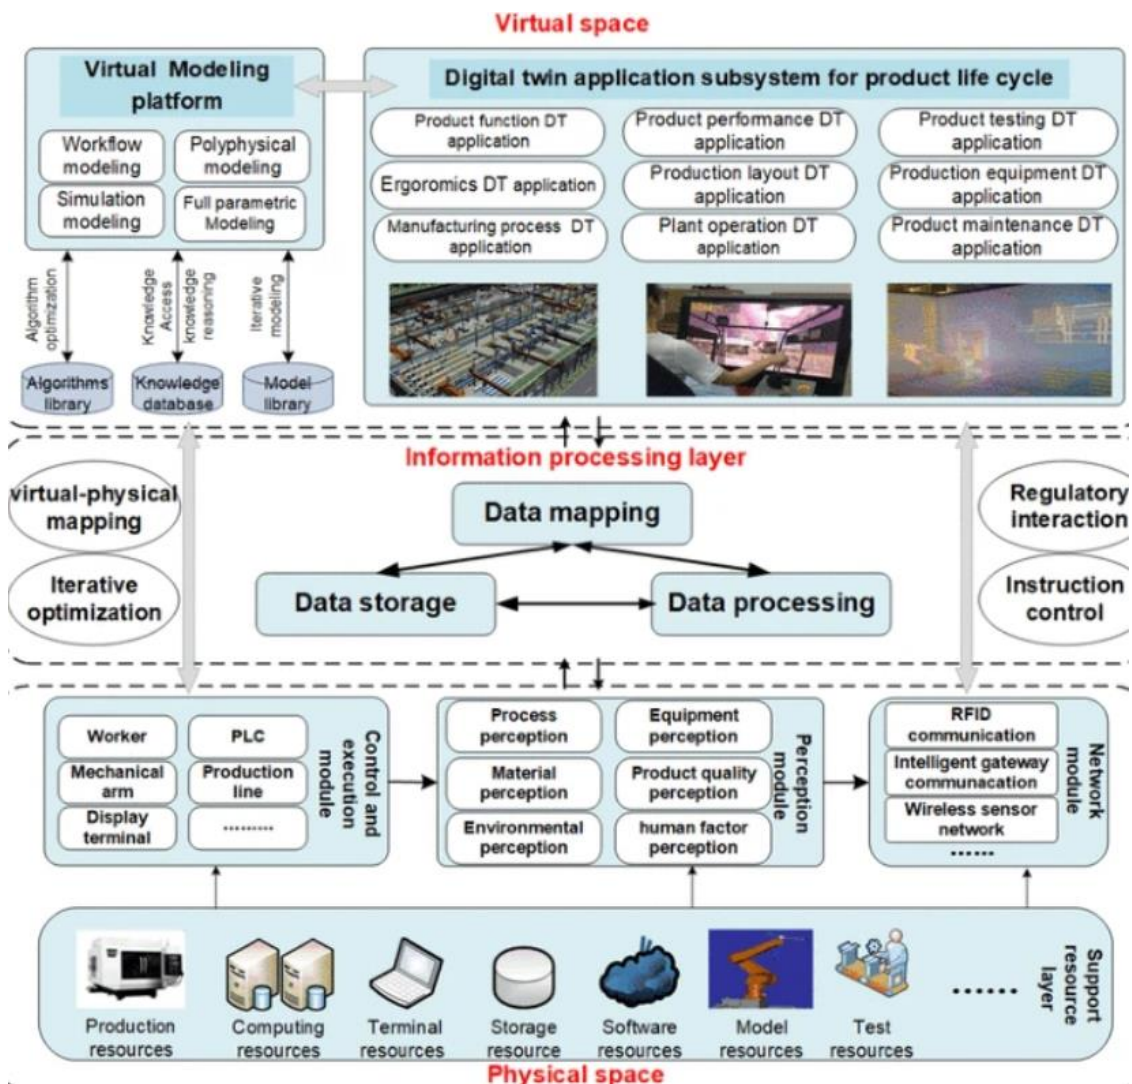 Virtual space
Virtual Modeling
platform
Workflow
modeling
Polyphysical
modeling
Simulation
modeling
Full parametric
Modeling
Algorithm
optimization
Knowledge
Access
knowledge
reasoning
Iterative
modeling
Algorithms
library
Knowledge
database
Model
library
Digital twin application subsystem for product life cycle
Product function DT
application
Product performance DT
application
Product testing DT
application
Ergoromics DT application
Production layout DT
application
Production equipment DT
application
Manufacturing process DT
application
Plant operation DT
application
Product maintenance DT
application
Information processing layer
virtual-physical
mapping
Iterative
optimization
Data mapping
Data storage
Data processing
Regulatory
interaction
Instruction
control
Worker
PLC
Mechanical
arm
Production
line
Display
terminal
.........
Control and
execution
module
Process
perception
Equipment
perception
Material
perception
Product quality
perception
Environmental
perception
human factor
perception
Perception
module
RFID
communication
Intelligent gateway
communacation
Wireless sensor
network
......
Network
module
Production
resources
Computing
resources
Terminal
resources
Storage
resource
Software
resources
Model
resources
Test
resources
......
Support
resource
layer
Physical space